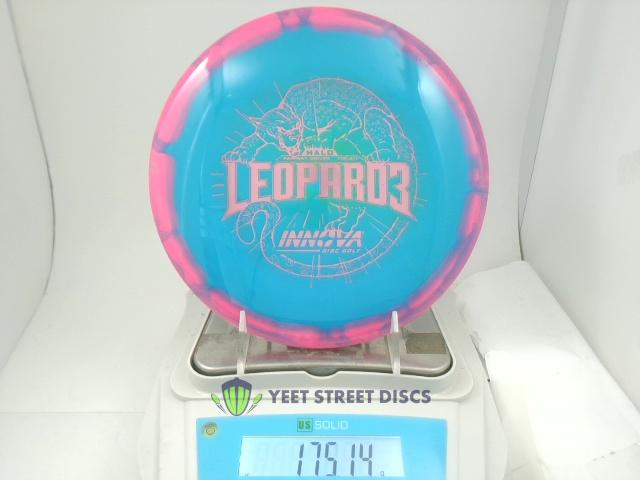 HALO
LEOPARD3
INNOVA
DISC GOLF
YEET STREET DISCS
US SOLID
175.14
g